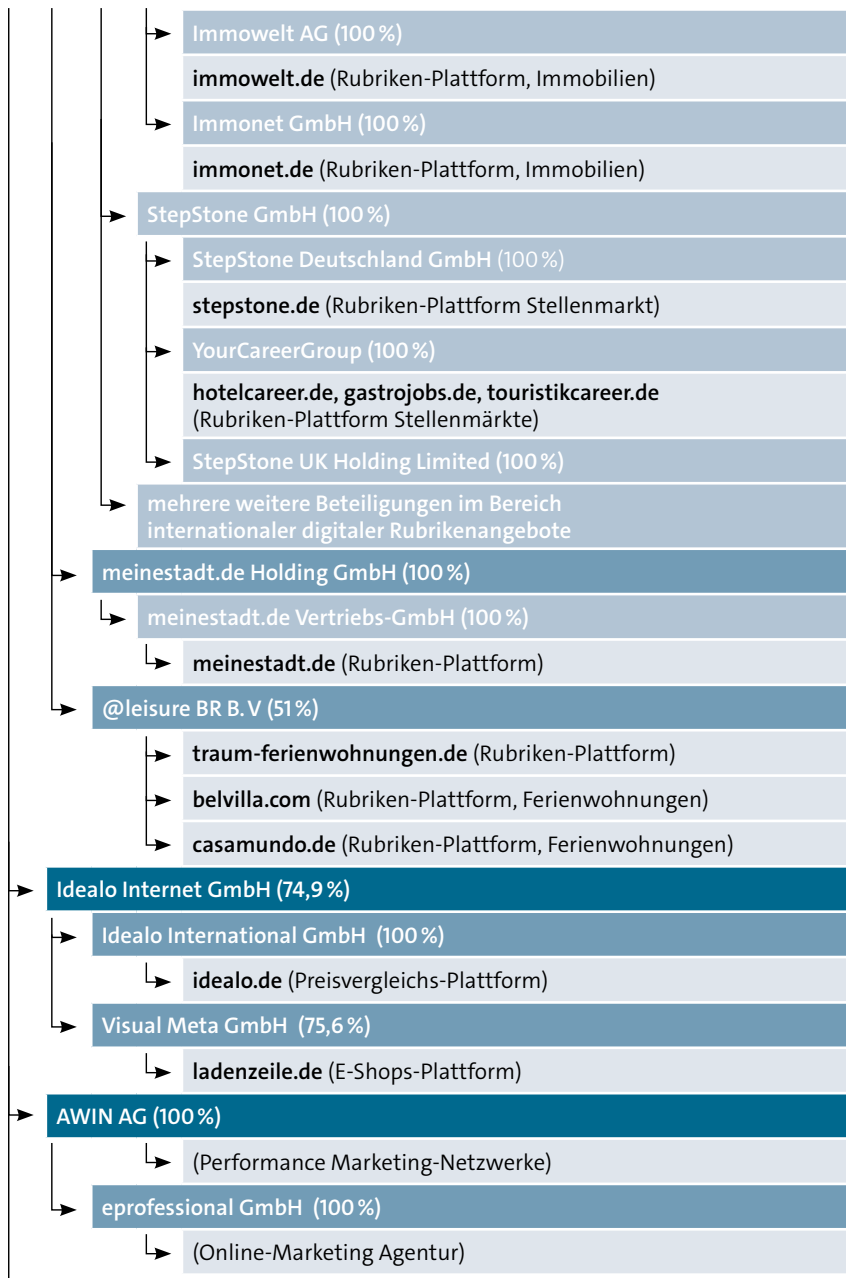 Immowelt AG (100 %)
immowelt.de (Rubriken-Plattform, Immobilien)
Immonet GmbH (100 %)
immonet.de (Rubriken-Plattform, Immobilien)
StepStone GmbH (100 %)
StepStone Deutschland GmbH (100 %)
stepstone.de (Rubriken-Plattform Stellenmarkt)
YourCareerGroup (100 %)
hotelcareer.de, gastrojobs.de, touristikcareer.de
(Rubriken-Plattform Stellenmärkte)
StepStone UK Holding Limited (100 %)
mehrere weitere Beteiligungen im Bereich
internationaler digitaler Rubrikenangebote
meinestadt.de Holding GmbH (100 %)
meinestadt.de Vertriebs-GmbH (100 %)
meinestadt.de (Rubriken-Plattform)
@leisure BR B. V (51 %)
traum-ferienwohnungen.de (Rubriken-Plattform)
belvilla.com (Rubriken-Plattform, Ferienwohnungen)
casamundo.de (Rubriken-Plattform, Ferienwohnungen)
Idealo Internet GmbH (74,9 %)
Idealo International GmbH (100 %)
idealo.de (Preisvergleichs-Plattform)
Visual Meta GmbH (75,6 %)
ladenzeile.de (E-Shops-Plattform)
AWIN AG (100 %)
(Performance Marketing-Netzwerke)
eprofessional GmbH (100 %)
(Online-Marketing Agentur)